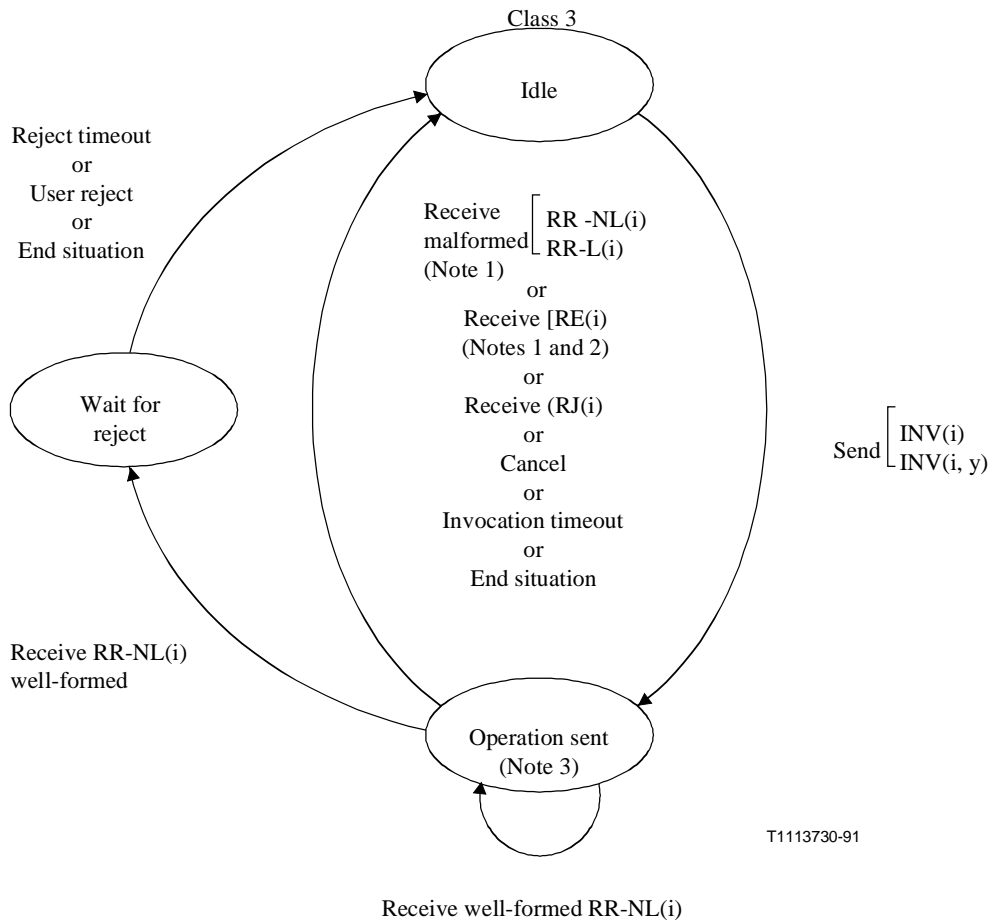 Class 3
Idle
Reject timeout
or
User reject
or
End situation
Receive
malformed
(Note 1)
RR -NL(i)
RR-L(i)
or
Receive [RE(i)
(Notes 1 and 2)
or
Receive (RJ(i)
or
Cancel
or
Invocation timeout
or
End situation
Wait for
reject
Send
INV(i)
INV(i, y)
Receive RR-NL(i)
well-formed
Operation sent
(Note 3)
T1113730-91
Receive well-formed RR-NL(i)